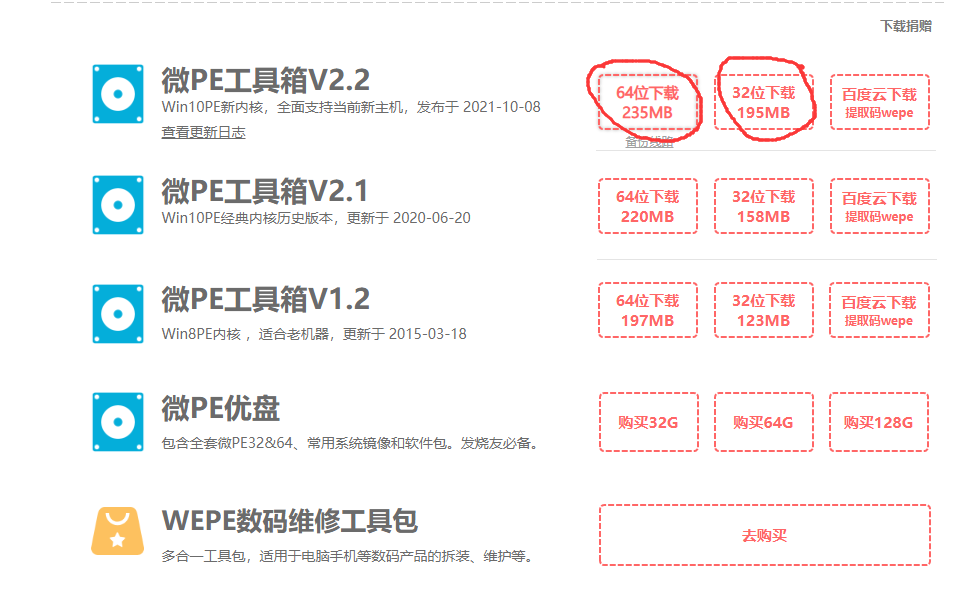 下载捐赠
微PE工具箱V2.2
Win10PE新内核，全面支持当前新主机，发布于 2021-10-08
查看更新日志
64位下载
235MB
32位下载
195MB
百度云下载
提取码wepe
备份线路
微PE工具箱V2.1
Win10PE经典内核历史版本，更新于 2020-06-20
64位下载
220MB
32位下载
158MB
百度云下载
提取码wepe
微PE工具箱V1.2
Win8PE内核 ，适合老机器，更新于 2015-03-18
64位下载
197MB
32位下载
123MB
百度云下载
提取码wepe
微PE优盘
包含全套微PE32&64、常用系统镜像和软件包。发烧友必备。
购买32G
购买64G
购买128G
WEPE数码维修工具包
多合一工具包，适用于电脑手机等数码产品的拆装、维护等。
去购买